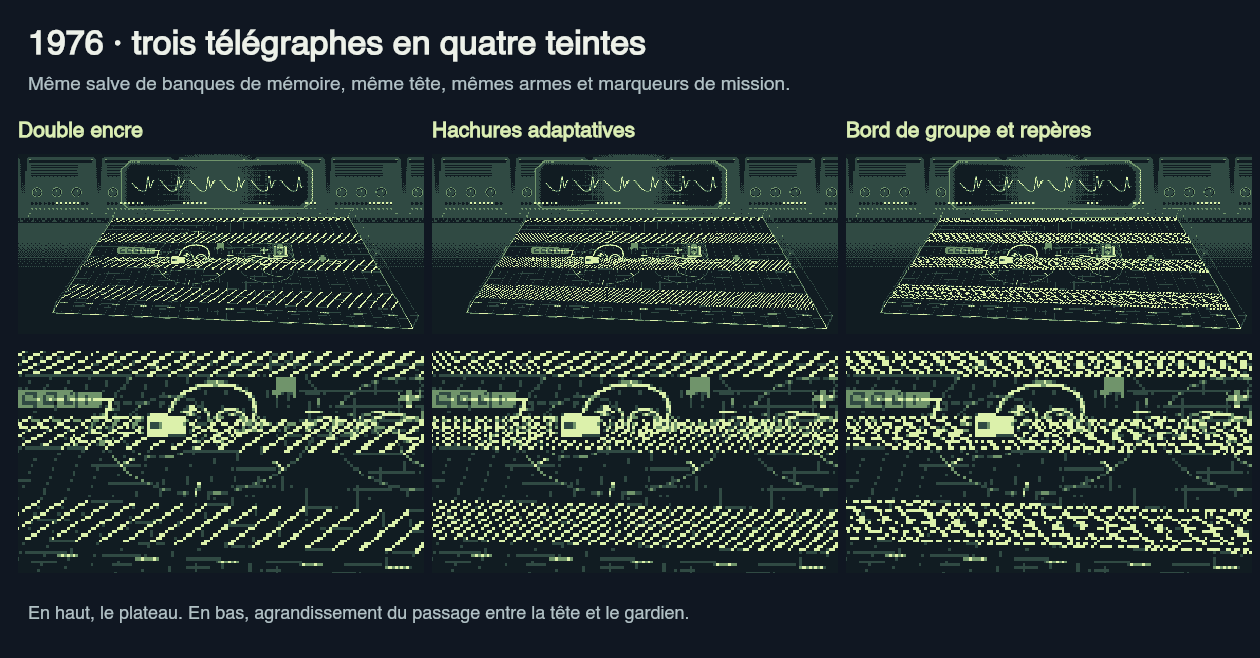 1976 · trois télégraphes en quatre teintes
Même salve de banques de mémoire, même tête, mêmes armes et marqueurs de mission.
Double encre
Hachures adaptatives
Bord de groupe et repères
En haut, le plateau. En bas, agrandissement du passage entre la tête et le gardien.